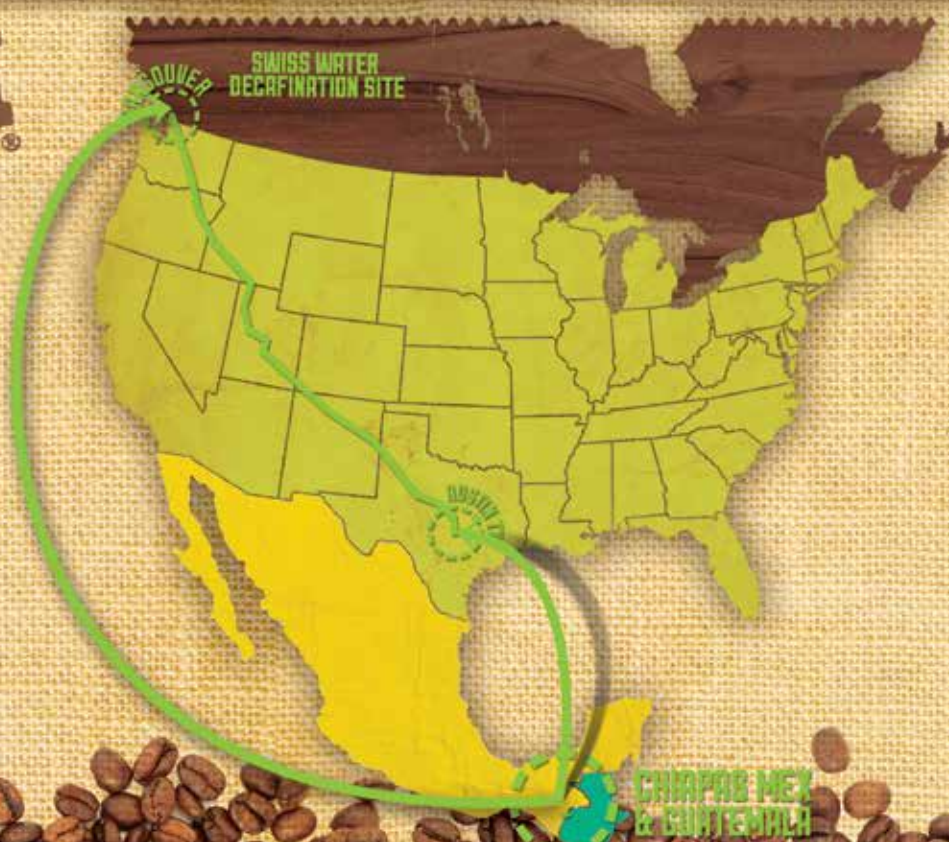 SWISS WATER
DECAFINATION SITE
®
CHIAPAS MEX
& GUATEMALA